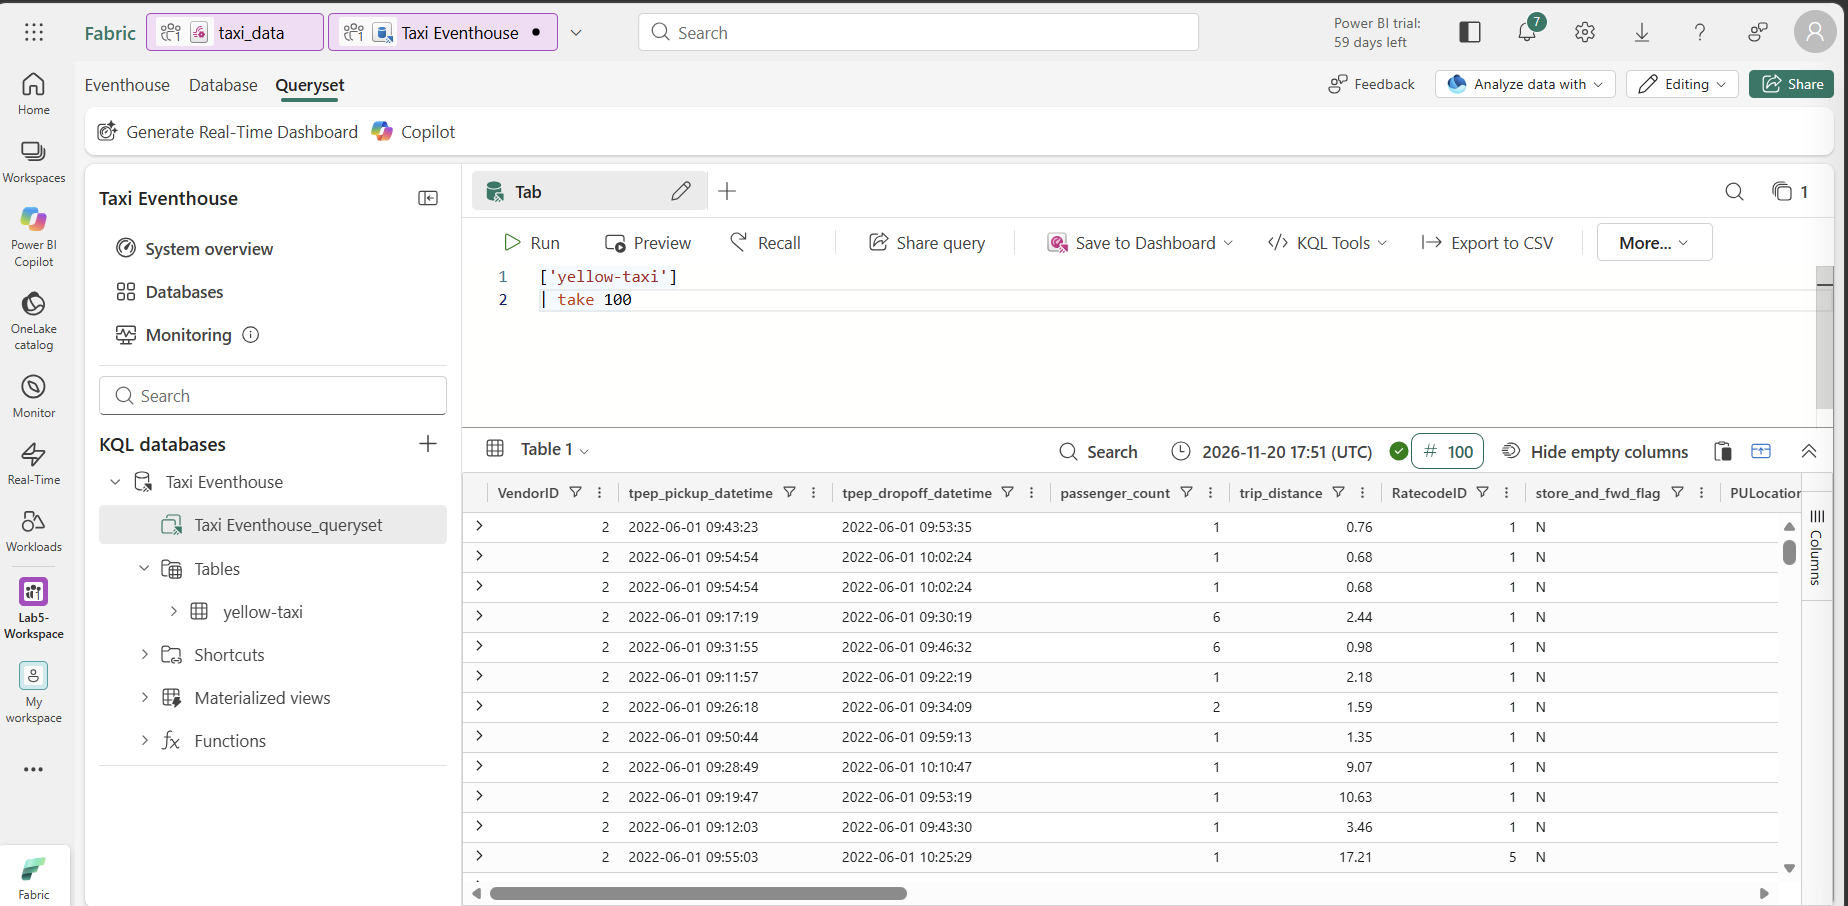 Fabric
taxi_data
Taxi Eventhouse
Search
Power BI trial:
59 days left
7
Eventhouse Database Queryset
Feedback
Analyze data with
Editing
Share
Generate Real-Time Dashboard
Copilot
Home
Workspaces
Power BI
Copilot
OneLake
catalog
Monitor
Real-Time
Workloads
Lab5-
Workspace
My
workspace
Fabric
Taxi Eventhouse
System overview
Databases
Monitoring
Search
KQL databases
Taxi Eventhouse
Taxi Eventhouse_queryset
Tables
yellow-taxi
Shortcuts
Materialized views
Functions
Tab
1
Run Preview Recall Share query Save to Dashboard KQL Tools Export to CSV More...
1 ['yellow-taxi']
2 | take 100
Table 1
Search
2026-11-20 17:51 (UTC)
# 100
Hide empty columns
VendorID tpep_pickup_datetime tpep_dropoff_datetime passenger_count trip_distance RatecodeID store_and_fwd_flag PULocation
2 2022-06-01 09:43:23 2022-06-01 09:53:35 1 0.76 1 N
2 2022-06-01 09:54:54 2022-06-01 10:02:24 1 0.68 1 N
2 2022-06-01 09:54:54 2022-06-01 10:02:24 1 0.68 1 N
2 2022-06-01 09:17:19 2022-06-01 09:30:19 6 2.44 1 N
2 2022-06-01 09:31:55 2022-06-01 09:46:32 6 0.98 1 N
2 2022-06-01 09:11:57 2022-06-01 09:22:19 1 2.18 1 N
2 2022-06-01 09:26:18 2022-06-01 09:34:09 2 1.59 1 N
2 2022-06-01 09:50:44 2022-06-01 09:59:13 1 1.35 1 N
2 2022-06-01 09:28:49 2022-06-01 10:10:47 1 9.07 1 N
2 2022-06-01 09:19:47 2022-06-01 09:53:19 1 10.63 1 N
2 2022-06-01 09:12:03 2022-06-01 09:43:30 1 3.46 1 N
2 2022-06-01 09:55:03 2022-06-01 10:25:29 1 17.21 5 N
Columns